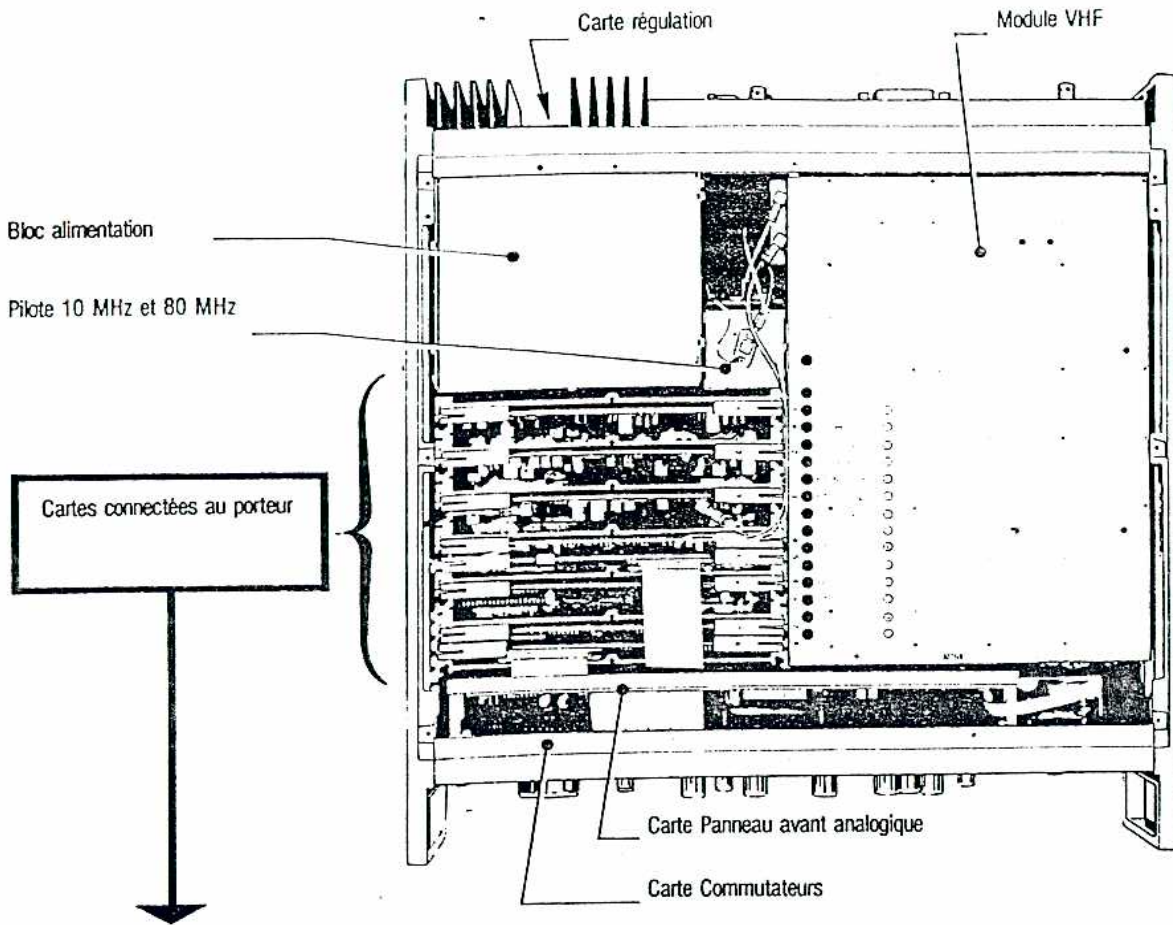 Carte régulation
Module VHF
Bloc alimentation
Pilote 10 MHz et 80 MHz
Cartes connectées au porteur
Carte Panneau avant analogique
Carte Commutateurs